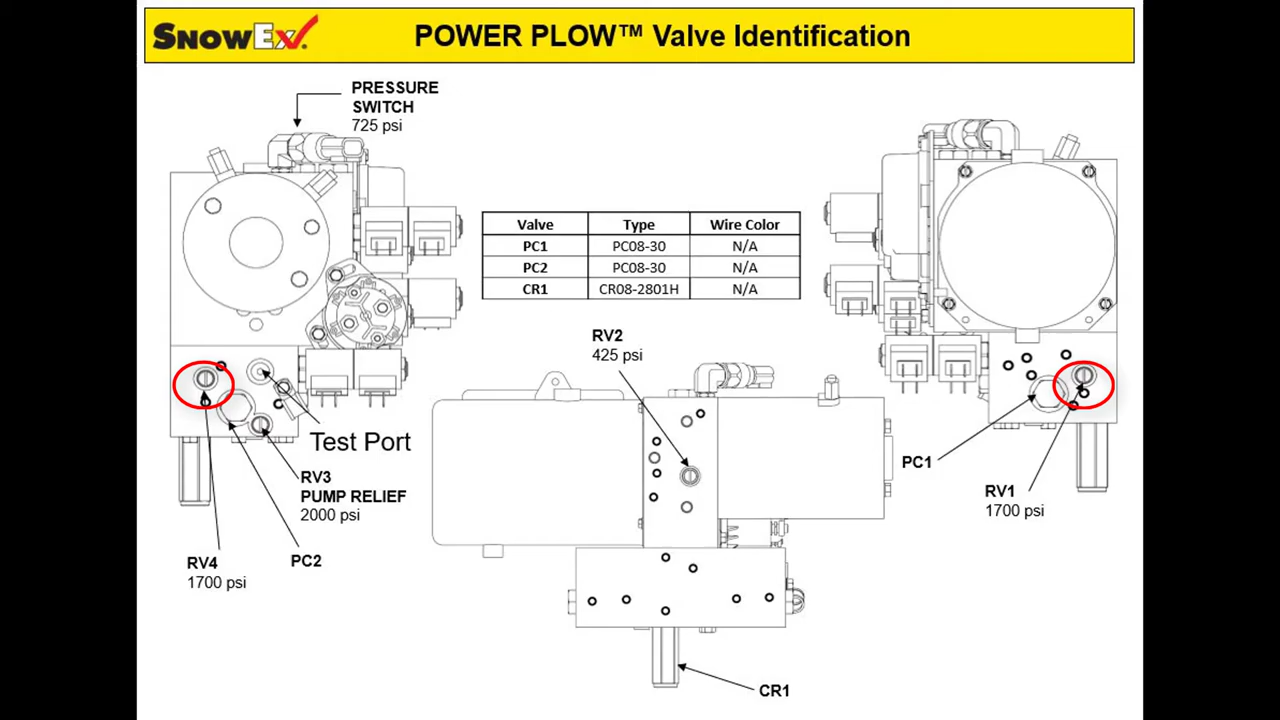 SNOWEX.
POWER PLOW™ Valve Identification
PRESSURE
SWITCH
725 psi
Valve Type Wire Color
PC1 PC08-30 N/A
PC2 PC08-30 N/A
CR1 CR08-2801H N/A
RV2
425 psi
Test Port
RV3
PUMP RELIEF
2000 psi
RV4
1700 psi
PC2
PC1
RV1
1700 psi
CR1